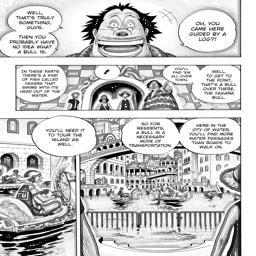 OH, YOU
CAME HERE
GUIDED BY A
LOG?!
WELL,
THAT'S TRULY
SOMETHING,
GUYS.
THEN YOU
PROBABLY HAVE
NO IDEA WHAT
A BULL IS.
WELL,
TO GET
TO THE
POINT,
THAT'S A BULL
OVER THERE,
THE YAGARA
BULL.
YOU'LL
FIND 'EM
ALL OVER
TOWN.
IN THESE PARTS
THERE'S A KIND
OF FISH CALLED
YAGARA THAT
SWIMS WITH ITS
HEAD OUT OF THE
WATER.
HERE IN THE
CITY OF WATER,
YOU'LL FIND MORE
WATER PASSAGES
THAN ROADS TO
WALK ON.
SO FOR
RESIDENTS,
A BULL IS A
NECESSARY
MODE OF
TRANSPORTATION.
YOU'LL NEED IT
TO TOUR THE
ISLAND AS
WELL.